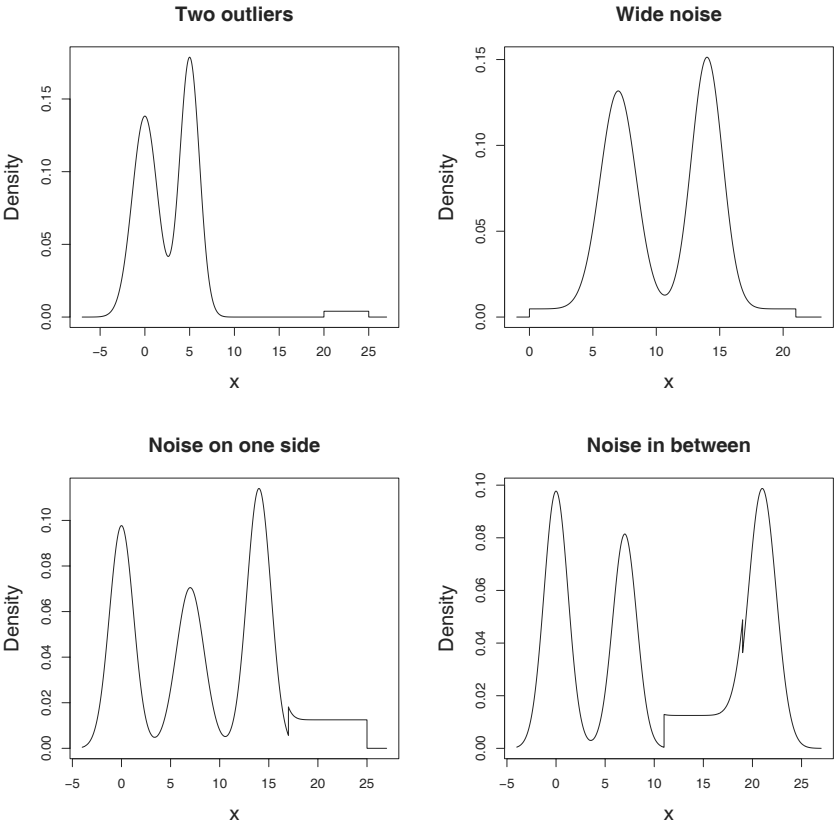 Two outliers
Density
0.00 0.05 0.10 0.15
−5 0 5 10 15 20 25
x
Wide noise
Density
0.00 0.05 0.10 0.15
0 5 10 15 20
x
Noise on one side
Density
0.00 0.02 0.04 0.06 0.08 0.10
−5 0 5 10 15 20 25
x
Noise in between
Density
0.00 0.02 0.04 0.06 0.08 0.10
−5 0 5 10 15 20 25
x